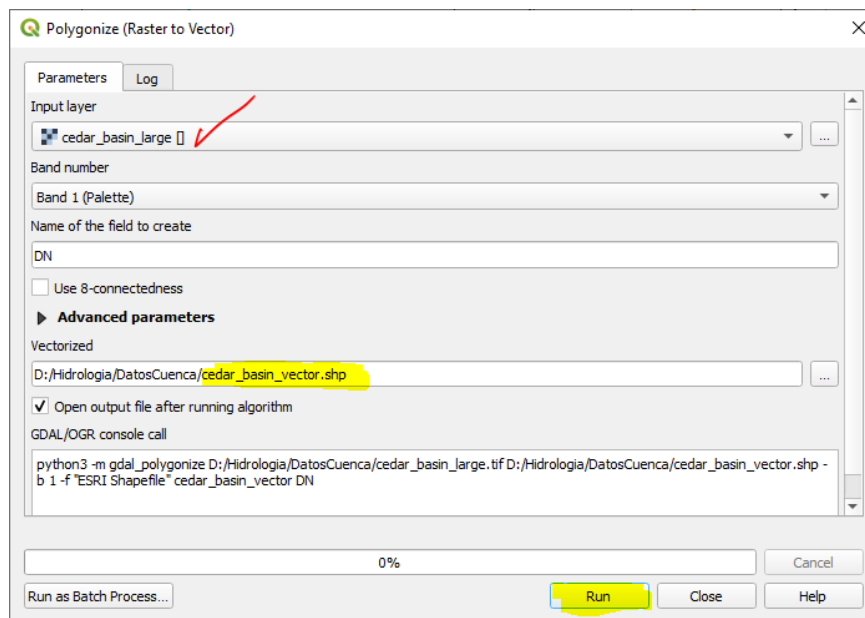 Polygonize (Raster to Vector)
Parameters
Log
Input layer
cedar_basin_large []
...
Band number
Band 1 (Palette)
Name of the field to create
DN
Use 8-connectedness
Advanced parameters
Vectorized
D:/Hidrologia/DatosCuenca/cedar_basin_vector.shp
...
Open output file after running algorithm
GDAL/OGR console call
python3 -m gdal_polygonize D:/Hidrologia/DatosCuenca/cedar_basin_large.tif D:/Hidrologia/DatosCuenca/cedar_basin_vector.shp -
b 1 -f "ESRI Shapefile" cedar_basin_vector DN
0%
Cancel
Run as Batch Process...
Run
Close
Help